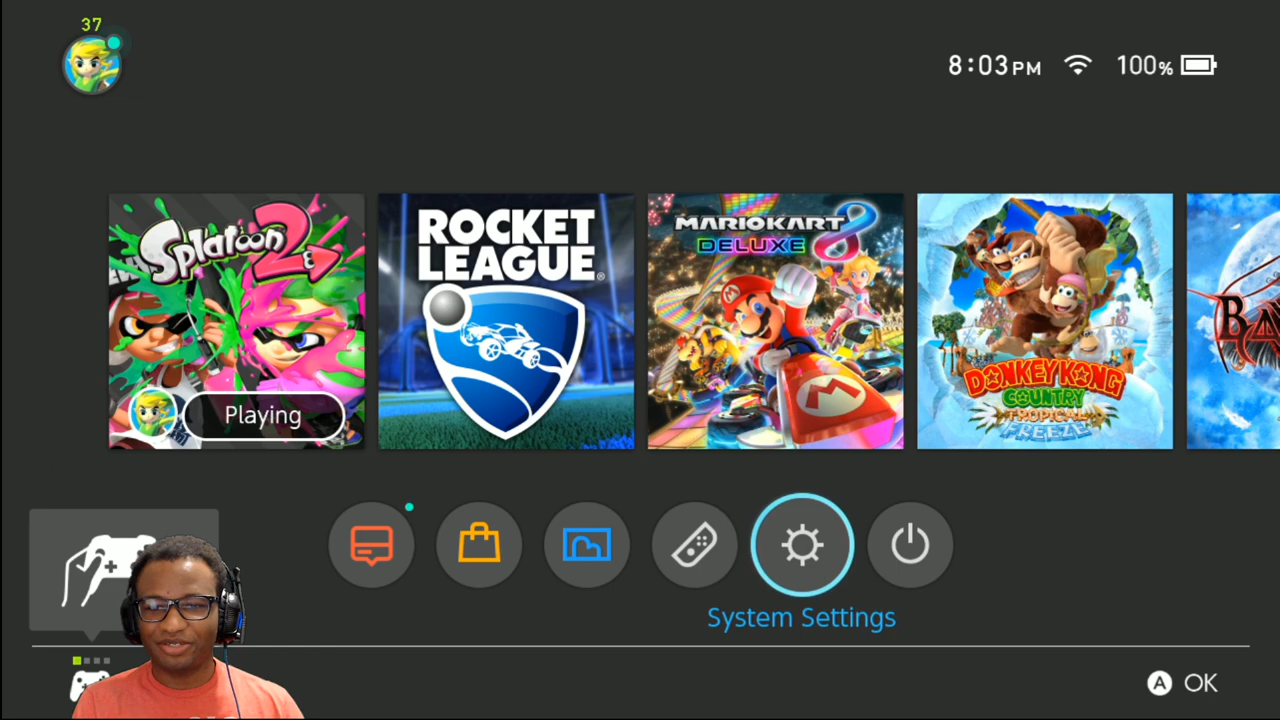 37
8:03PM
100%
Splatoon 2
Playing
ROCKET
LEAGUE®
MARIOKART 8
DELUXE
DONKEY KONG
COUNTRY
TROPICAL
FREEZE
System Settings
A OK